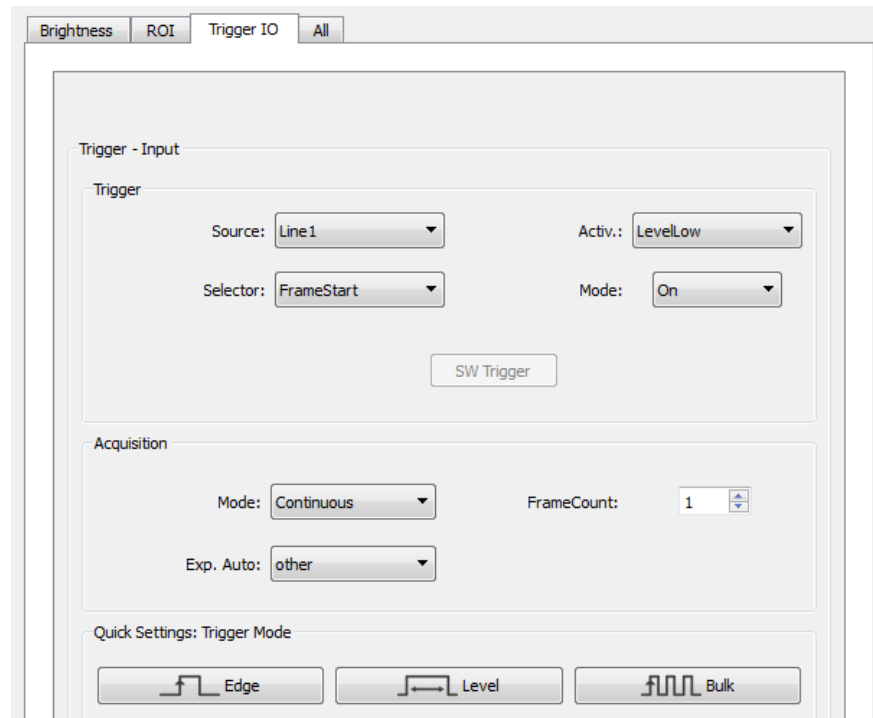 Brightness ROI Trigger IO All
Trigger - Input
Trigger
Source: Line1 Activ.: LevelLow
Selector: FrameStart Mode: On
SW Trigger
Acquisition
Mode: Continuous FrameCount: 1
Exp. Auto: other
Quick Settings: Trigger Mode
Edge Level Bulk